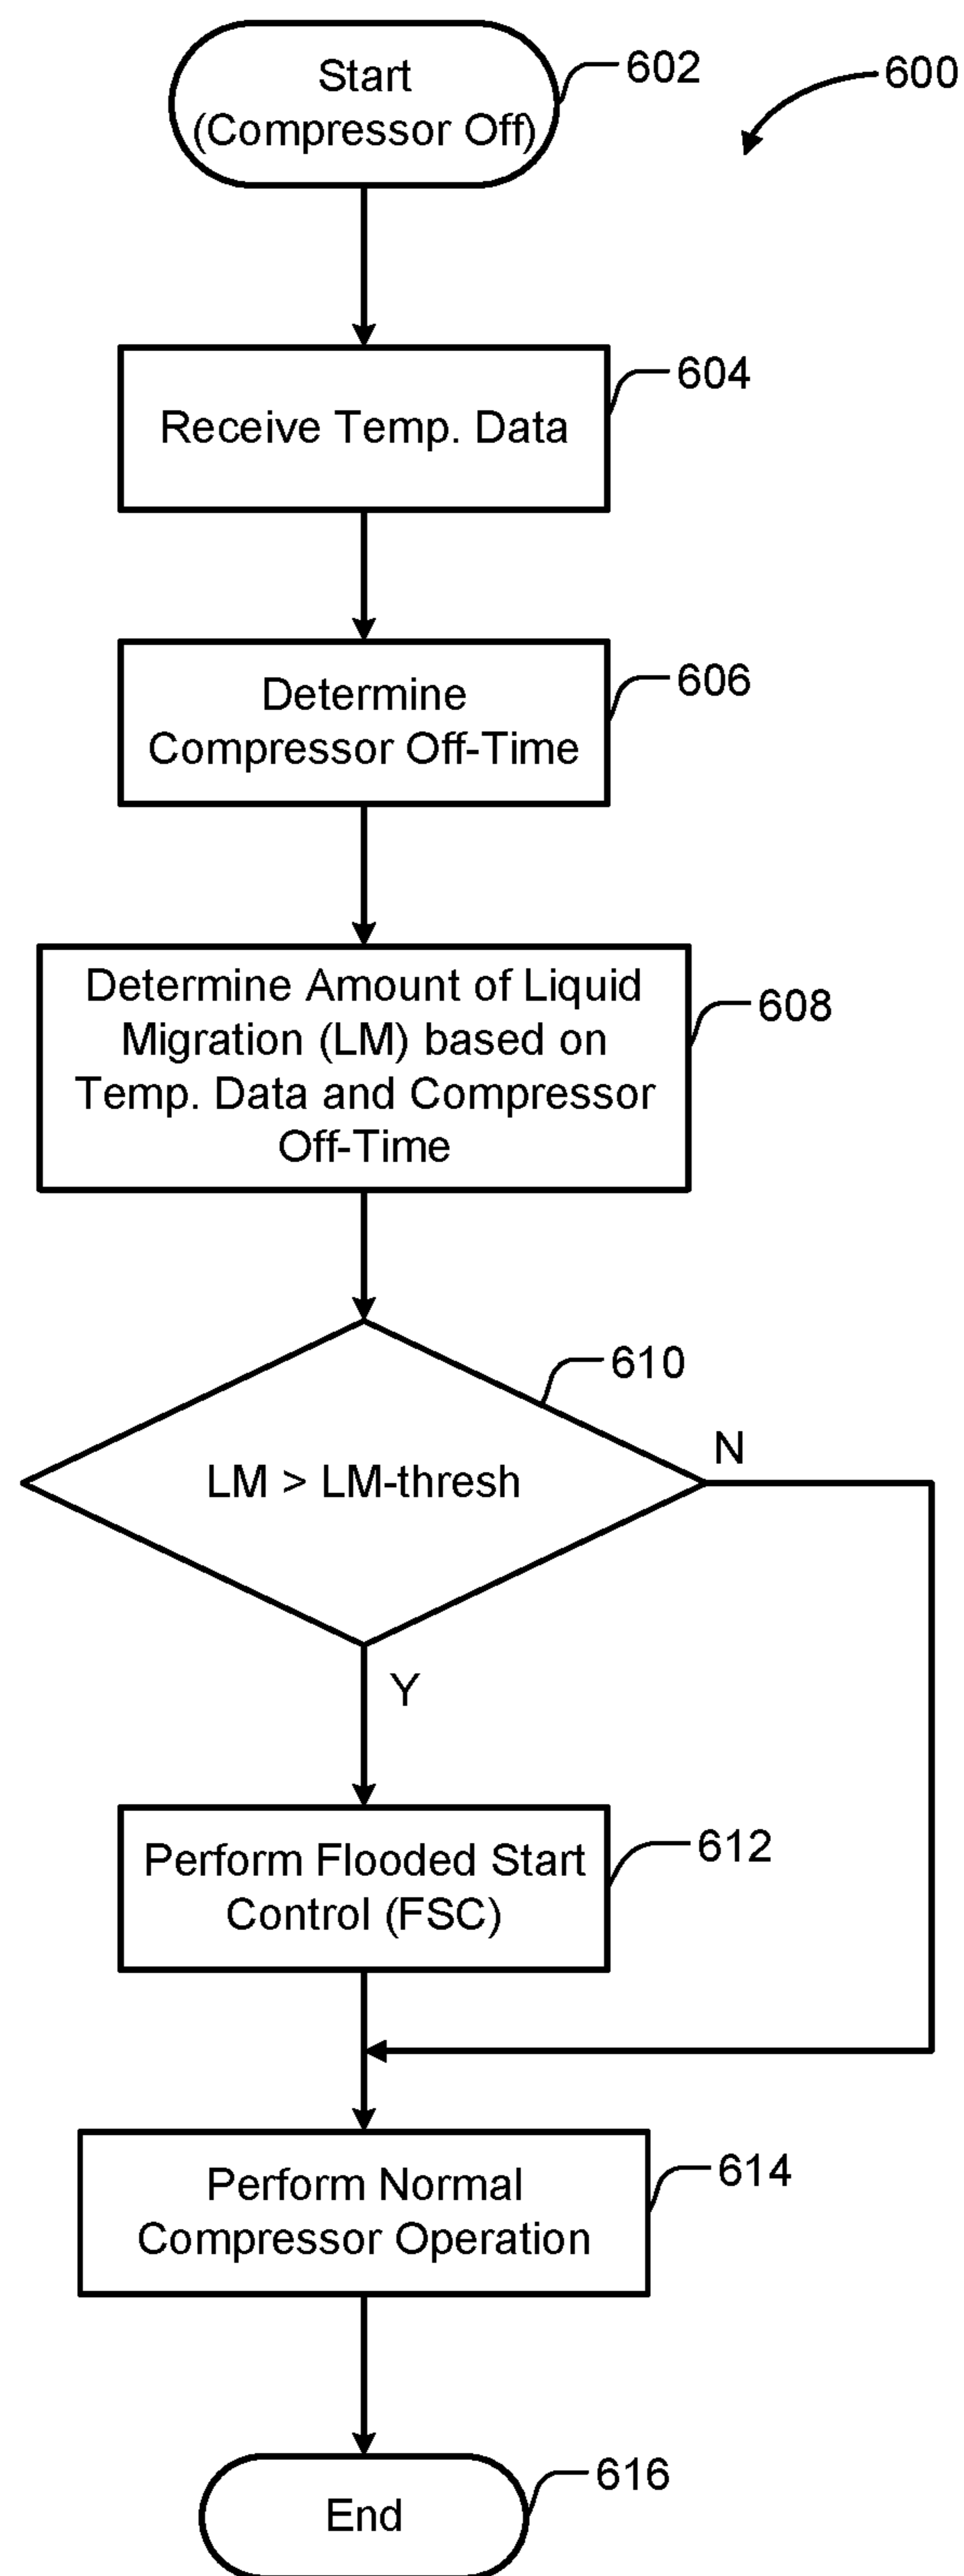 Start
(Compressor Off)
602
600
Receive Temp. Data
604
Determine
Compressor Off-Time
606
Determine Amount of Liquid
Migration (LM) based on
Temp. Data and Compressor
Off-Time
608
LM > LM-thresh
610
N
Y
Perform Flooded Start
Control (FSC)
612
Perform Normal
Compressor Operation
614
End
616